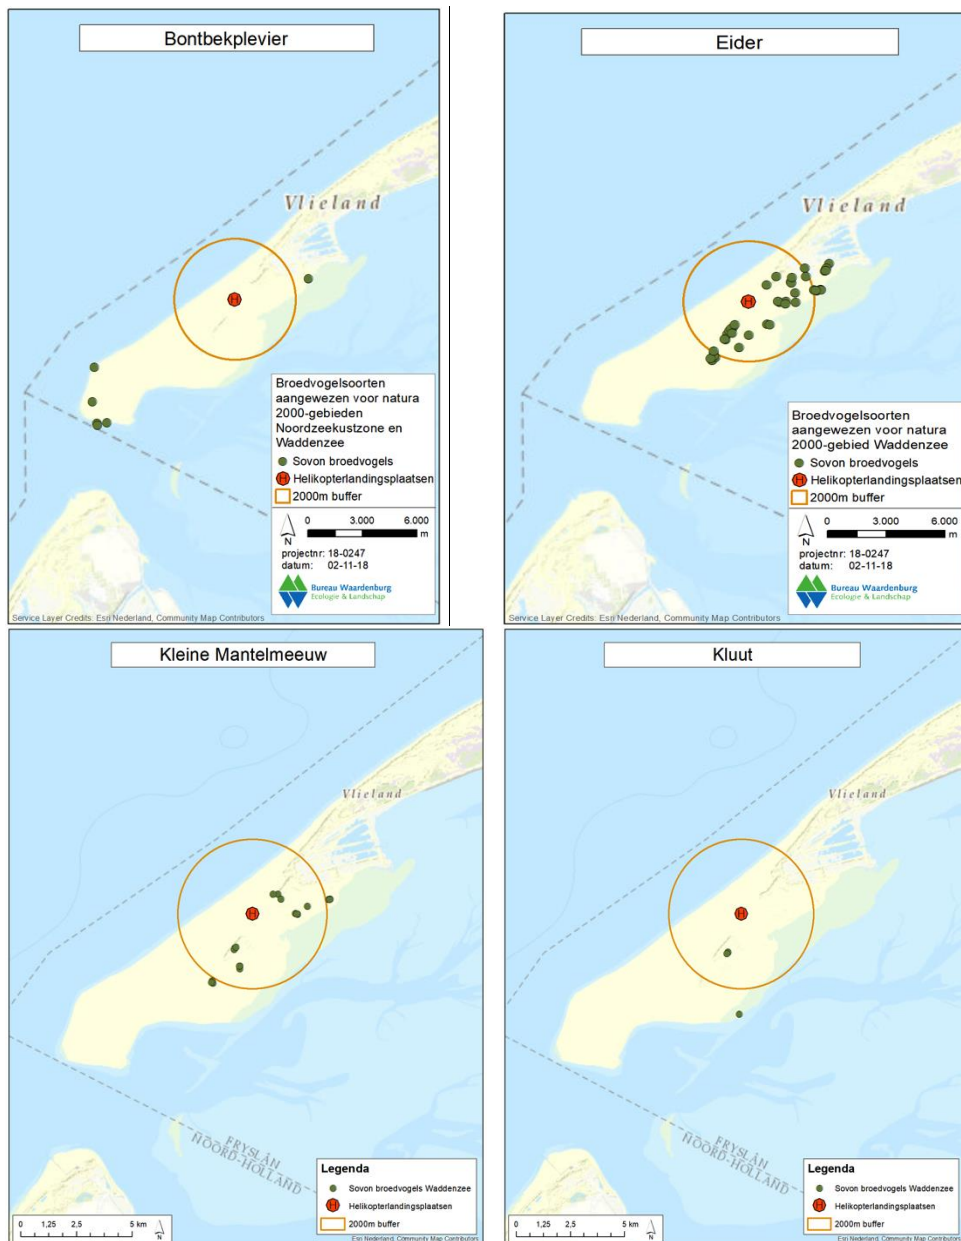 Bontbekplevier
Vlieland
H
Broedvogelsoorten
aangewezen voor natura
2000-gebieden
Noordzeekustzone en
Waddenzee
Sovon broedvogels
H Helikopterlandingsplaatsen
2000m buffer
N
0 3.000 6.000
m
projectnr: 18-0247
datum: 02-11-18
Bureau Waardenburg
Ecologie & Landschap
Service Layer Credits: Esri Nederland, Community Map Contributors
Eider
Vlieland
H
Broedvogelsoorten
aangewezen voor natura
2000-gebied Waddenzee
Sovon broedvogels
H Helikopterlandingsplaatsen
2000m buffer
N
0 3.000 6.000
m
projectnr: 18-0247
datum: 02-11-18
Bureau Waardenburg
Ecologie & Landschap
Service Layer Credits: Esri Nederland, Community Map Contributors
Kleine Mantelmeeuw
Vlieland
H
FRYSLÂN
NOORD-HOLLAND
Legenda
Sovon broedvogels Waddenzee
H Helikopterlandingsplaatsen
2000m buffer
0 1,25 2,5 5 km
N
Esri Nederland, Community Map Contributors
Kluut
Vlieland
H
FRYSLÂN
NOORD-HOLLAND
Legenda
Sovon broedvogels Waddenzee
H Helikopterlandingsplaatsen
2000m buffer
0 1,25 2,5 5 km
N
Esri Nederland, Community Map Contributors